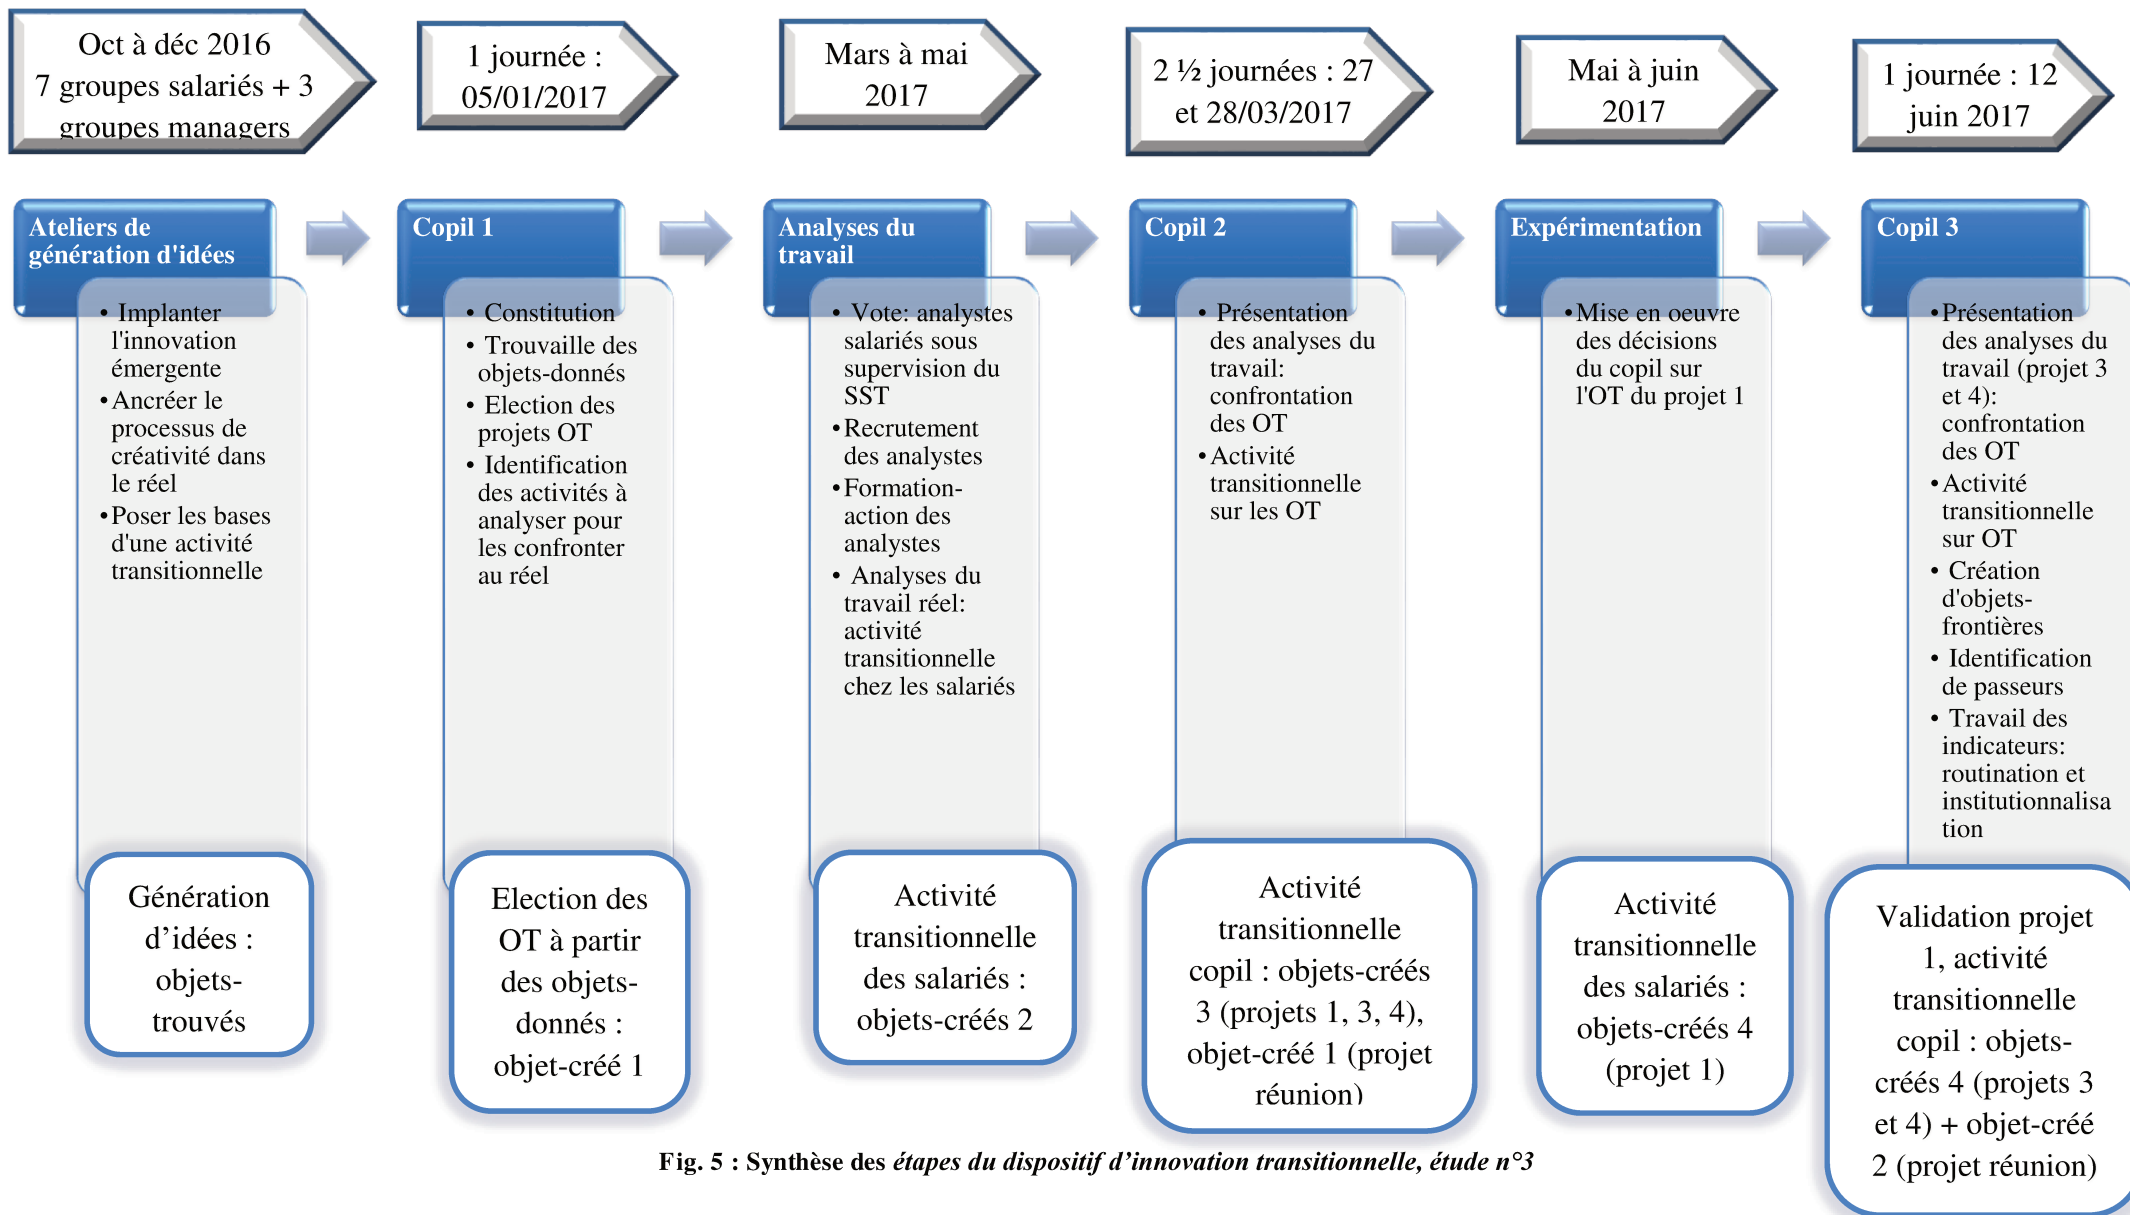 Oct à déc 2016
7 groupes salariés + 3
groupes managers
1 journée :
05/01/2017
Mars à mai
2017
2 ½ journées : 27
et 28/03/2017
Mai à juin
2017
1 journée : 12
juin 2017
Ateliers de
génération d'idées
• Implanter
l'innovation
émergente
•Ancréer le
processus de
créativité dans
le réel
•Poser les bases
d'une activité
transitionnelle
Génération
d’idées :
objets-
trouvés
Copil 1
• Constitution
• Trouvaille des
objets-donnés
• Election des
projets OT
• Identification
des activités à
analyser pour
les confronter
au réel
Election des
OT à partir
des objets-
donnés :
objet-créé 1
Analyses du
travail
• Vote: analystes
salariés sous
supervision du
SST
•Recrutement
des analystes
•Formation-
action des
analystes
• Analyses du
travail réel:
activité
transitionnelle
chez les salariés
Activité
transitionnelle
des salariés :
objets-créés 2
Copil 2
• Présentation
des analyses du
travail:
confrontation
des OT
•Activité
transitionnelle
sur les OT
Activité
transitionnelle
copil : objets-créés
3 (projets 1, 3, 4),
objet-créé 1 (projet
réunion)
Expérimentation
•Mise en oeuvre
des décisions
du copil sur
l'OT du projet 1
Activité
transitionnelle
des salariés :
objets-créés 4
(projet 1)
Copil 3
•Présentation
des analyses du
travail (projet 3
et 4):
confrontation
des OT
•Activité
transitionnelle
sur OT
• Création
d'objets-
frontières
• Identification
de passeurs
• Travail des
indicateurs:
routination et
institutionnalisa
tion
Validation projet
1, activité
transitionnelle
copil : objets-
créés 4 (projets 3
et 4) + objet-créé
2 (projet réunion)
Fig. 5 : Synthèse des étapes du dispositif d’innovation transitionnelle, étude n°3